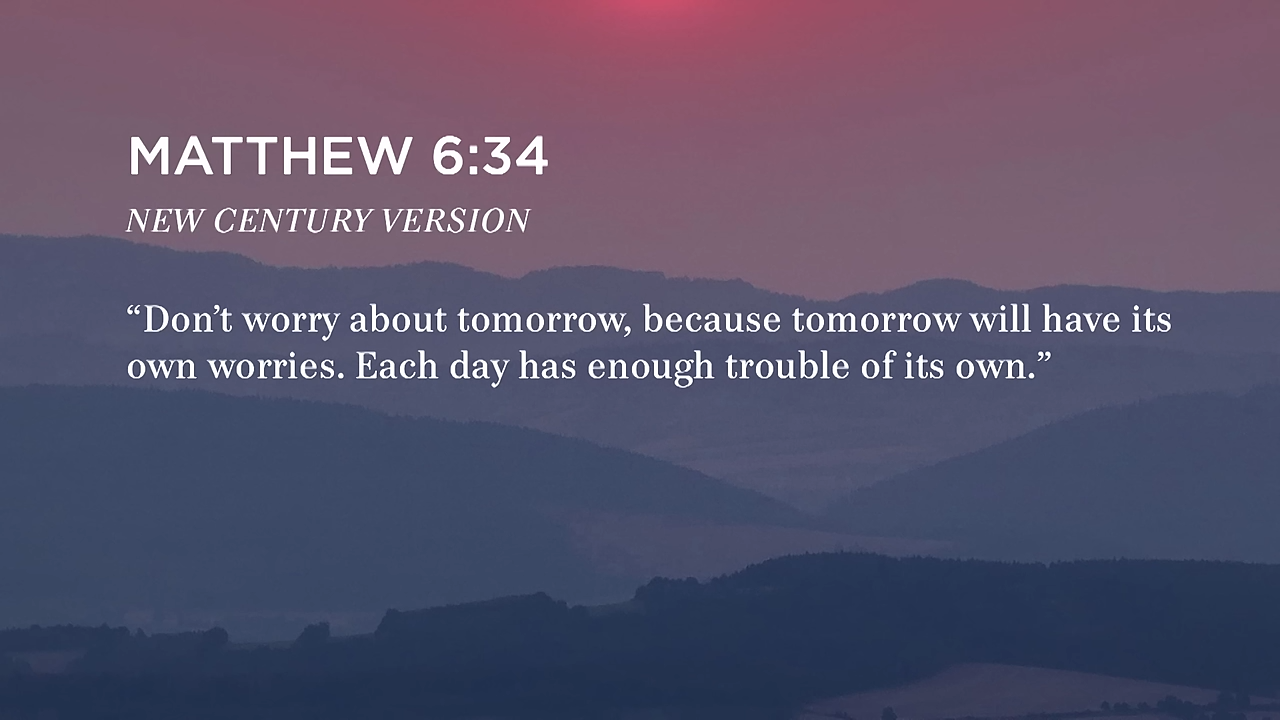 MATTHEW 6:34
NEW CENTURY VERSION
“Don’t worry about tomorrow, because tomorrow will have its
own worries. Each day has enough trouble of its own.”